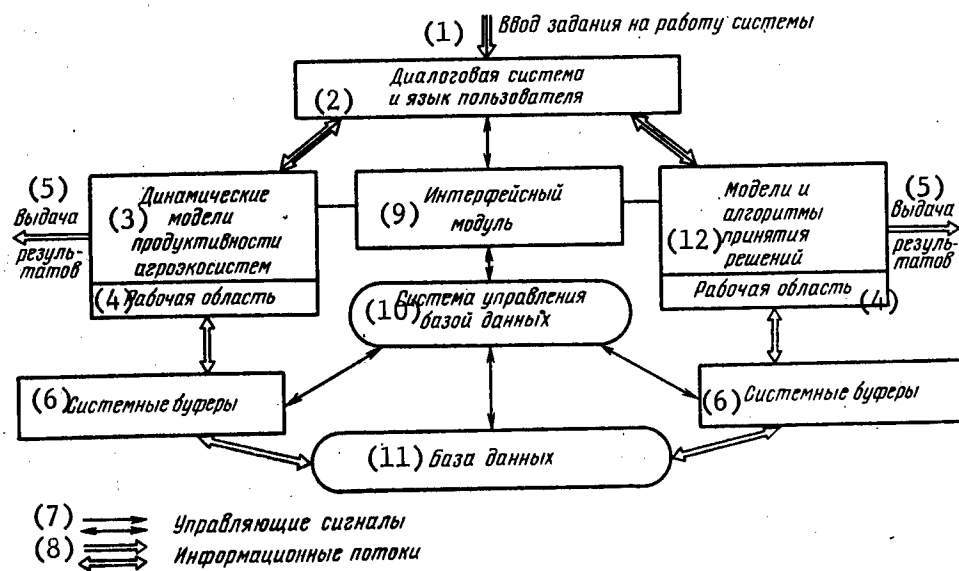 (1) Ввод задания на работу системы
Диалоговая система
(2) и язык пользователя
(5)
Выдача
резуль-
татов
Динамические
(3) модели
продуктивности
агроэкосистем
(4) Рабочая область
(9) Интерфейсный
модуль
Модели и
алгоритмы
(12) принятия
решений
Рабочая область (4)
(5)
Выдача
резуль-
татов
Система управления
(10) базой данных
(6) Системные буферы
(6) Системные буферы
(11) База данных
(7) Управляющие сигналы
(8) Информационные потоки